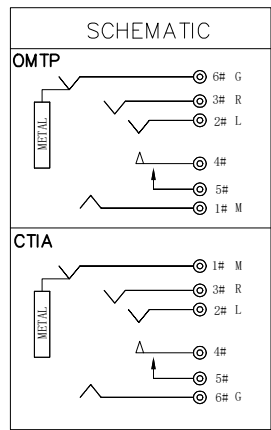 SCHEMATIC
OMTP
6# G
3# R
2# L
METAL
4#
5#
1# M
CTIA
1# M
3# R
2# L
METAL
4#
5#
6# G